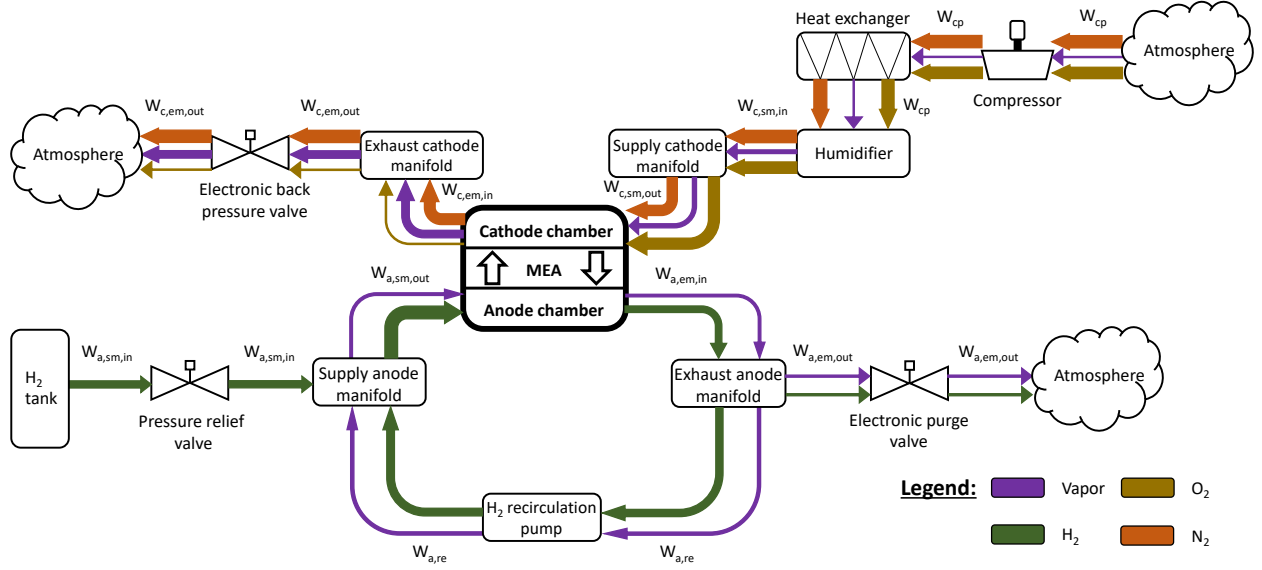 Heat exchanger
W_cp
W_cp
Atmosphere
Compressor
W_c,em,out
W_c,em,out
W_c,sm,in
W_cp
Atmosphere
Exhaust cathode
manifold
Supply cathode
manifold
Humidifier
Electronic back
pressure valve
W_c,em,in
W_c,sm,out
Cathode chamber
MEA
Anode chamber
W_a,sm,out
W_a,em,in
W_a,sm,in
W_a,sm,in
W_a,em,out
W_a,em,out
H₂
tank
Supply anode
manifold
Exhaust anode
manifold
Atmosphere
Pressure relief
valve
Electronic purge
valve
H₂ recirculation
pump
W_a,re
W_a,re
Legend:
Vapor
O₂
H₂
N₂